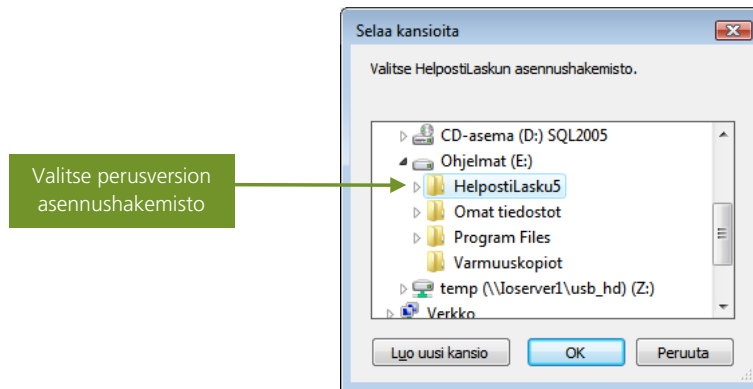 Selaa kansioita
Valitse HelpostiLaskun asennushakemisto.
CD-asema (D:) SQL2005
Ohjelmat (E:)
Valitse perusversion
asennushakemisto
HelpostiLasku5
Omat tiedostot
Program Files
Varmuuskopiot
temp (\\Ioserver1\usb_hd) (Z:)
Verkko
Luo uusi kansio
OK
Peruuta